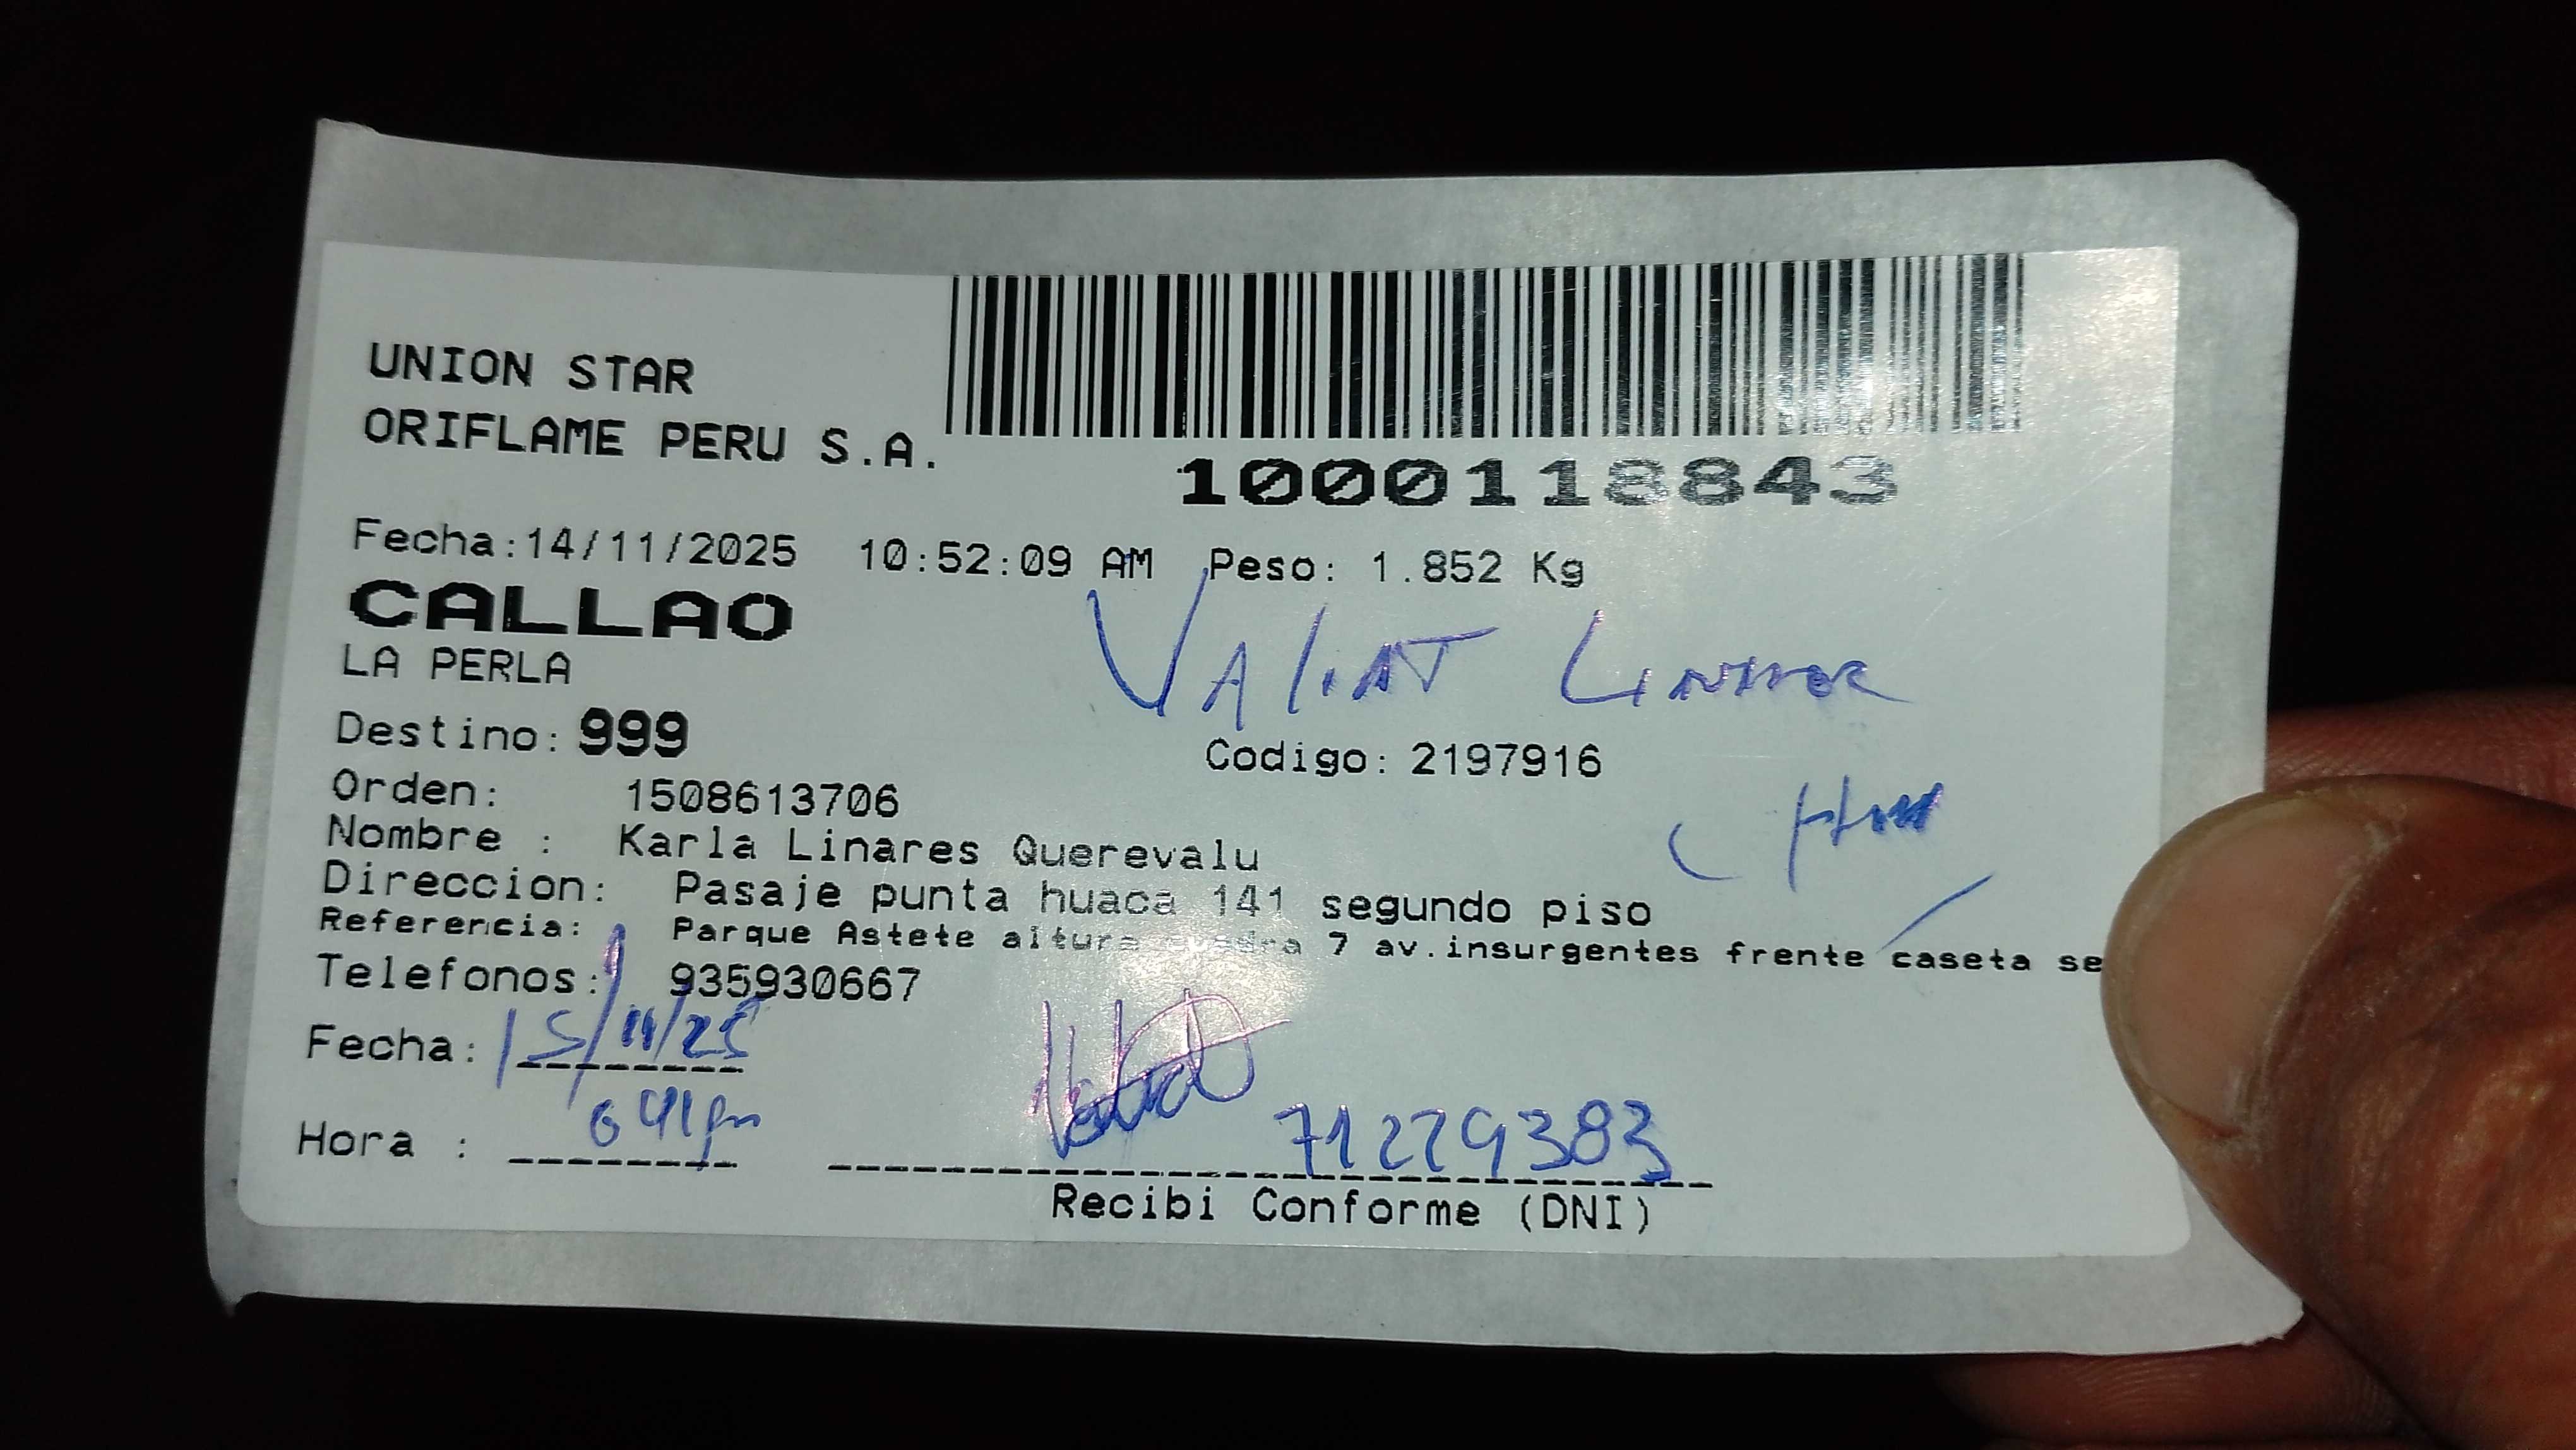 UNION STAR
ORIFLAME PERU S.A.
1000118843
Fecha:14/11/2025 10:52:09 AM Peso: 1.852 Kg
CALLAO
LA PERLA
Destino: 999
Codigo: 2197916
Orden: 1508613706
Nombre : Karla Linares Querevalu
Direccion: Pasaje punta huaca 141 segundo piso
Referencia: Parque Astete altura cuadra 7 av.insurgentes frente caseta se
Telefonos: 935930667
Fecha: 15/11/25
Hora : 6 41pm
71279383
Recibi Conforme (DNI)